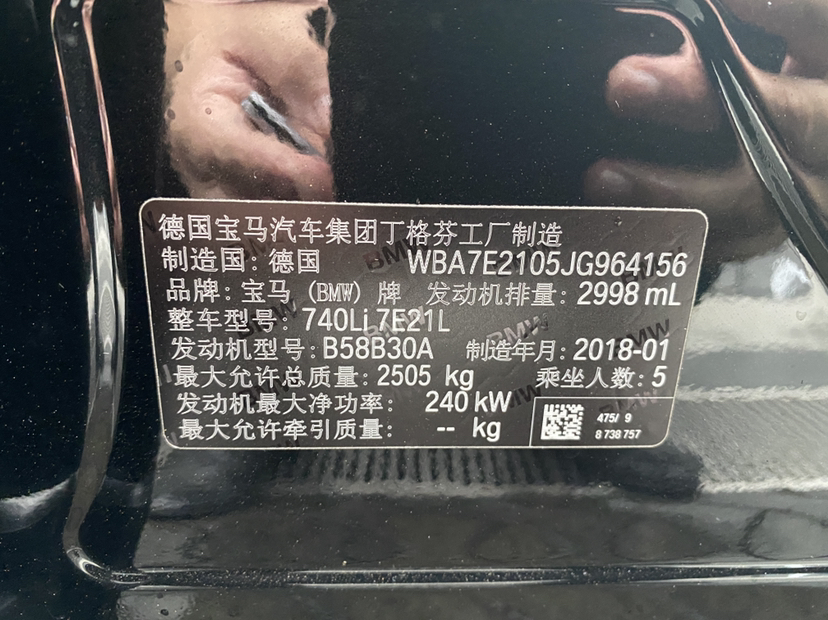 德国宝马汽车集团丁格芬工厂制造
制造国: 德国 WBA7E2105JG964156
品牌: 宝马 (BMW) 牌 发动机排量: 2998 mL
整车型号: 740Li 7E21L
发动机型号: B58B30A 制造年月: 2018-01
最大允许总质量: 2505 kg 乘坐人数: 5
发动机最大净功率: 240 kW
最大允许牵引质量: -- kg
475/ 9
8 738 757